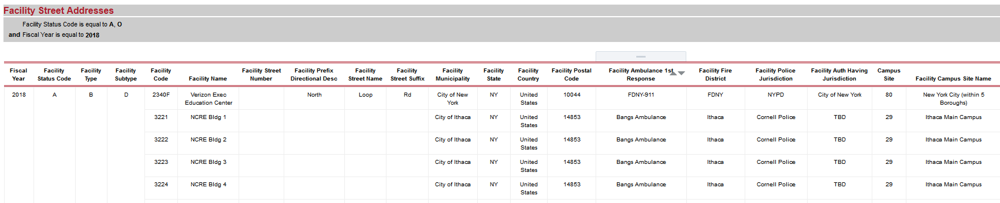 Facility Street Addresses
Facility Status Code is equal to A, O
and Fiscal Year is equal to 2018
Fiscal Year Facility Status Code Facility Type Facility Subtype Facility Code Facility Name Facility Street Number Facility Prefix Directional Desc Facility Street Name Facility Street Suffix Facility Municipality Facility State Facility Country Facility Postal Code Facility Ambulance 1st Response Facility Fire District Facility Police Jurisdiction Facility Auth Having Jurisdiction Campus Site Facility Campus Site Name
2018 A B D 2340F Verizon Exec Education Center North Loop Rd City of New York NY United States 10044 FDNY-911 FDNY NYPD City of New York 80 New York City (within 5 Boroughs)
3221 NCRE Bldg 1 City of Ithaca NY United States 14853 Bangs Ambulance Ithaca Cornell Police TBD 29 Ithaca Main Campus
3222 NCRE Bldg 2 City of Ithaca NY United States 14853 Bangs Ambulance Ithaca Cornell Police TBD 29 Ithaca Main Campus
3223 NCRE Bldg 3 City of Ithaca NY United States 14853 Bangs Ambulance Ithaca Cornell Police TBD 29 Ithaca Main Campus
3224 NCRE Bldg 4 City of Ithaca NY United States 14853 Bangs Ambulance Ithaca Cornell Police TBD 29 Ithaca Main Campus